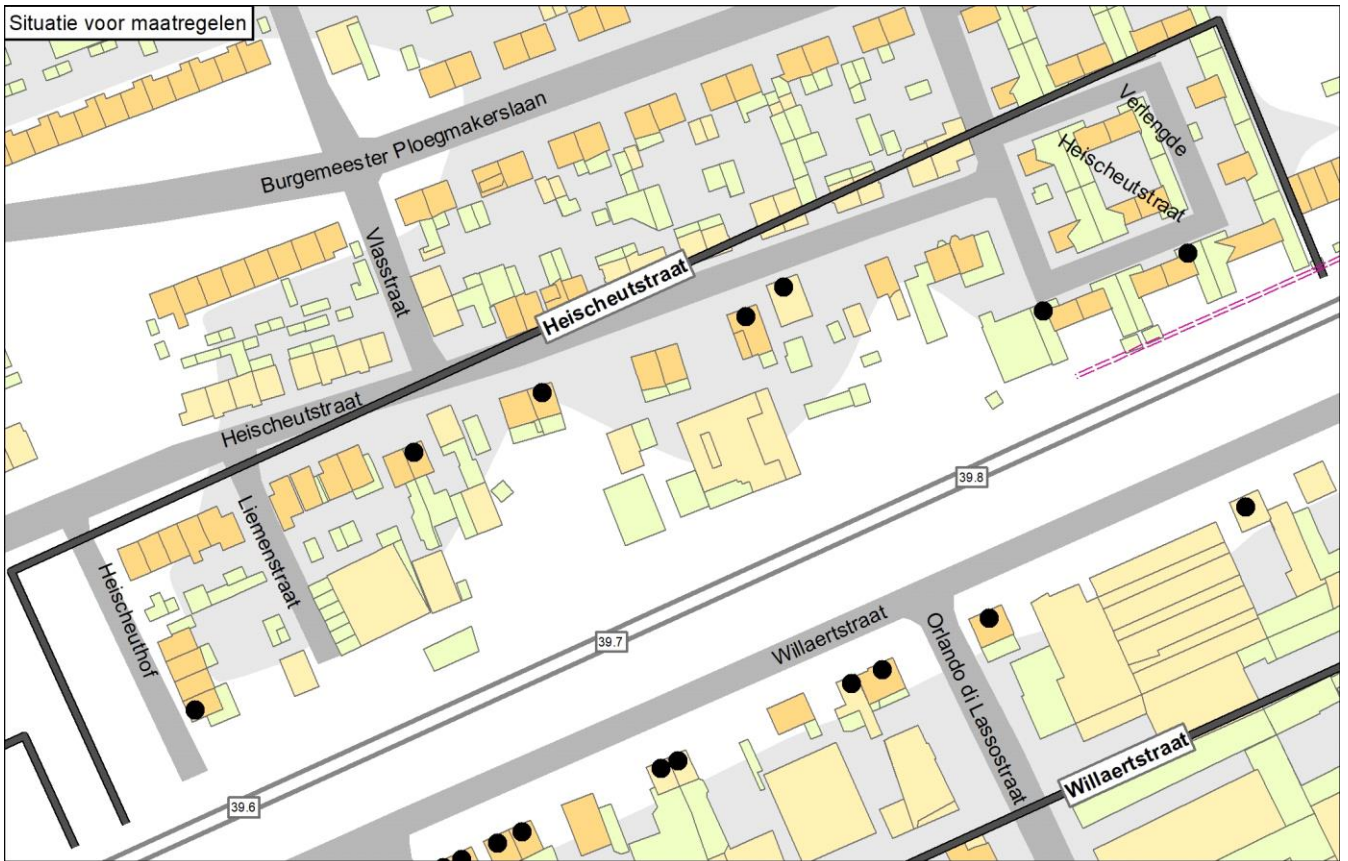 Situatie voor maatregelen
Burgemeester Ploegmakerslaan
Verlengde
Heischeutstraat
Vlasstraat
Heischeutstraat
Heischeutstraat
Liemenstraat
Heischeuthof
39.8
39.7
39.6
Willaertstraat
Orlando di Lassostraat
Willaertstraat